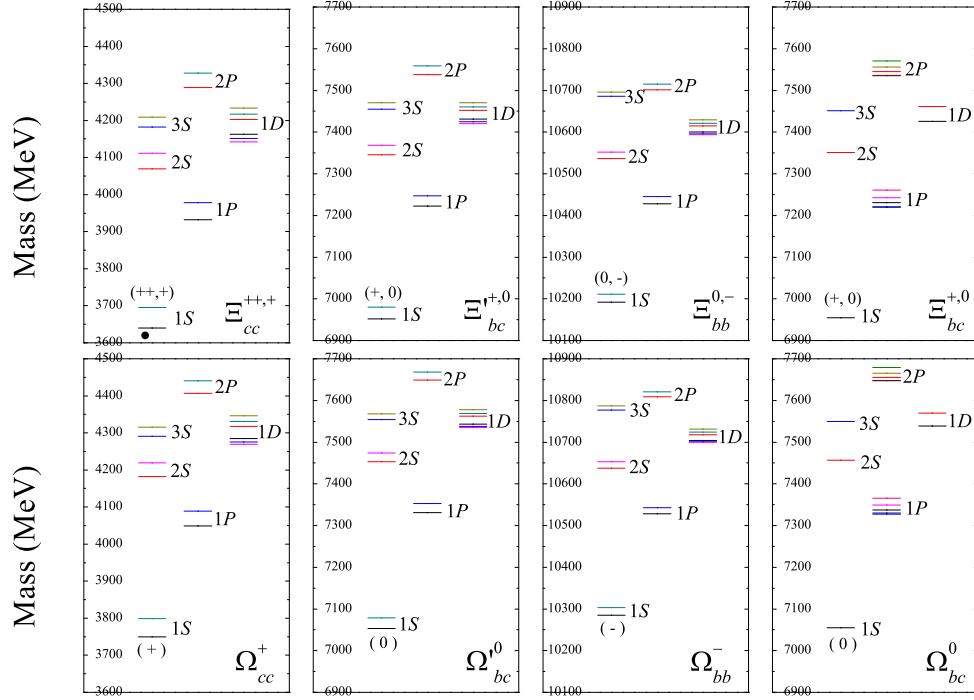 Mass (MeV)
4500
4400
4300
4200
4100
4000
3900
3800
3700
3600
2P
3S
1D
2S
1P
(++,+)
1S
Ξcc++,+
7700
7600
7500
7400
7300
7200
7100
7000
6900
2P
3S
1D
2S
1P
(+, 0)
1S
Ξ'bc+,0
10900
10800
10700
10600
10500
10400
10300
10200
10100
2P
3S
1D
2S
1P
(0, -)
1S
Ξbb0,−
7700
7600
7500
7400
7300
7200
7100
7000
6900
2P
3S
1D
2S
1P
(+, 0)
1S
Ξbc+,0
Mass (MeV)
4500
4400
4300
4200
4100
4000
3900
3800
3700
3600
2P
3S
1D
2S
1P
1S
(+)
Ωcc+
7700
7600
7500
7400
7300
7200
7100
7000
6900
2P
3S
1D
2S
1P
1S
(0)
Ω'bc0
10900
10800
10700
10600
10500
10400
10300
10200
10100
2P
3S
1D
2S
1P
1S
(-)
Ωbb−
7700
7600
7500
7400
7300
7200
7100
7000
6900
2P
3S
1D
2S
1P
1S
(0)
Ωbc0